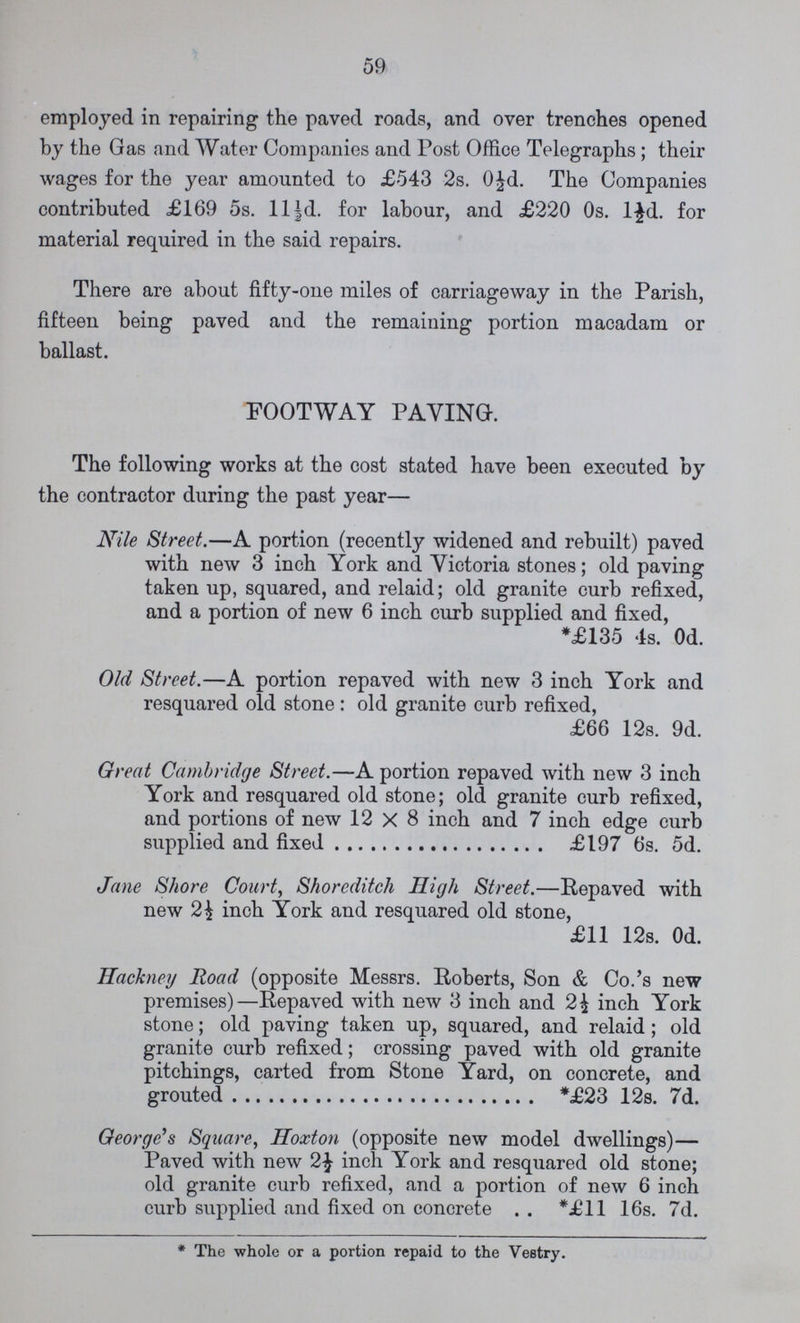 59
employed in repairing the paved roads, and over trenches opened
by the Gas and Water Companies and Post Office Telegraphs; their
wages for the year amounted to £543 2s. 0½d. The Companies
contributed £169 5s. 11½d. for labour, and £220 0s. 1½d. for
material required in the said repairs.
There are about fifty-one miles of carriageway in the Parish,
fifteen being paved and the remaining portion macadam or
ballast.
FOOTWAY PAVING.
The following works at the cost stated have been executed by
the contractor during the past year—
Nile Street.—A portion (recently widened and rebuilt) paved
with new 3 inch York and Victoria stones; old paving
taken up, squared, and relaid; old granite curb refixed,
and a portion of new 6 inch curb supplied and fixed,
*£135 4s. 0d.
Old Street.—A portion repaved with new 3 inch York and
resquared old stone: old granite curb refixed,
£66 12s. 9d.
Great Cambridge Street.—A portion repaved with new 3 inch
York and resquared old stone; old granite curb refixed,
and portions of new 12 X 8 inch and 7 inch edge curb
supplied and fixed .................. £197 6s. 5d.
Jane Shore Court, Shoreditch High Street.—Repaved with
new 2½ inch York and resquared old stone,
£11 12s. 0d.
Hackney Road (opposite Messrs. Roberts, Son & Co.'s new
premises)—Repaved with new 3 inch and 2½ inch York
stone; old paving taken up, squared, and relaid; old
granite curb refixed; crossing paved with old granite
pitchings, carted from Stone Yard, on concrete, and
grouted .......................... *£23 12s. 7d.
George's Square, Hoxton (opposite new model dwellings)—
Paved with new 2½ inch York and resquared old stone;
old granite curb refixed, and a portion of new 6 inch
curb supplied and fixed on concrete .. *£11 16s. 7d.
* The whole or a portion repaid to the Vestry.